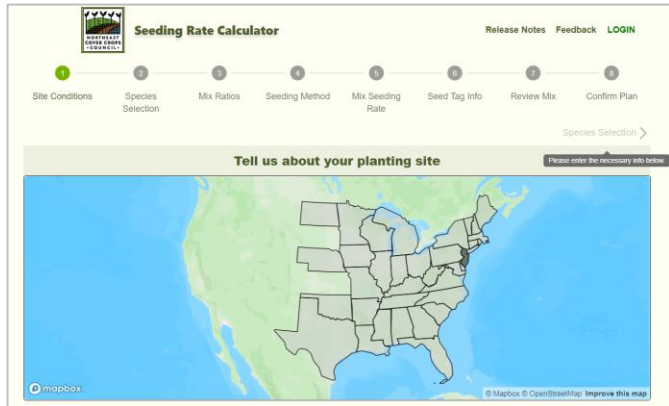 NORTHEAST
COVER CROPS
COUNCIL
Seeding Rate Calculator
Release Notes Feedback LOGIN
1 2 3 4 5 6 7 8
Site Conditions Species Selection Mix Ratios Seeding Method Mix Seeding Rate Seed Tag Info Review Mix Confirm Plan
Species Selection
Please enter the necessary info below.
Tell us about your planting site
mapbox
© Mapbox © OpenStreetMap Improve this map